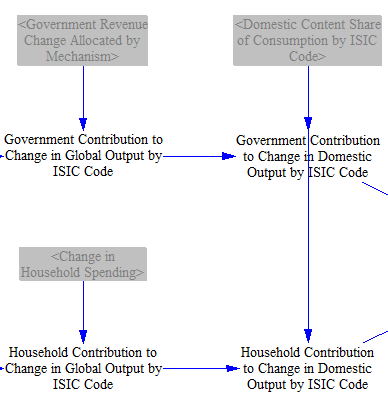 <Government Revenue
Change Allocated by
Mechanism>
<Domestic Content Share
of Consumption by ISIC
Code>
Government Contribution to
Change in Global Output by
ISIC Code
Government Contribution
to Change in Domestic
Output by ISIC Code
<Change in
Household Spending>
Household Contribution to
Change in Global Output by
ISIC Code
Household Contribution
to Change in Domestic
Output by ISIC Code